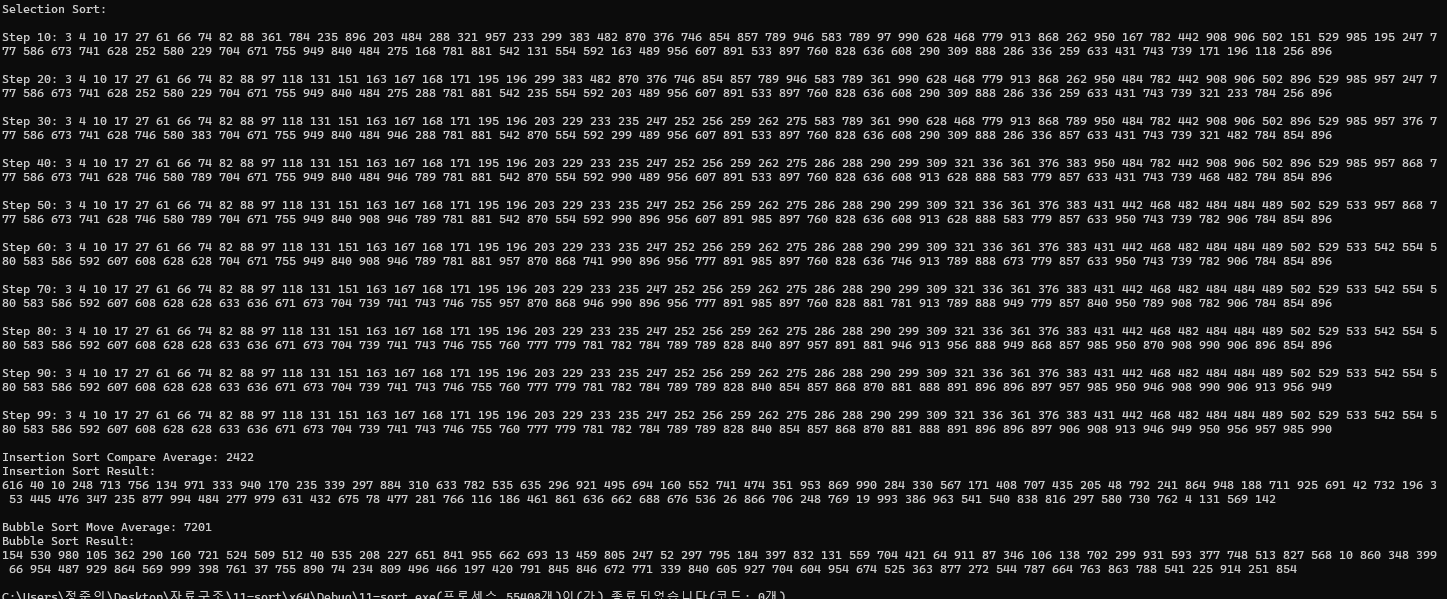 Selection Sort:
Step 10: 3 4 10 17 27 61 66 74 82 88 361 784 235 896 203 484 288 321 957 233 299 383 482 870 376 746 854 857 789 946 583 789 97 990 628 468 779 913 868 262 950 167 782 442 908 906 502 151 529 985 195 247 7
77 586 673 741 628 252 580 229 704 671 755 949 840 484 275 168 781 881 542 131 554 592 163 489 956 607 891 533 897 760 828 636 608 290 309 888 286 336 259 633 431 743 739 171 196 118 256 896
Step 20: 3 4 10 17 27 61 66 74 82 88 97 118 131 151 163 167 168 171 195 196 299 383 482 870 376 746 854 857 789 946 583 789 361 990 628 468 779 913 868 262 950 484 782 442 908 906 502 896 529 985 957 247 7
77 586 673 741 628 252 580 229 704 671 755 949 840 484 275 288 781 881 542 235 554 592 203 489 956 607 891 533 897 760 828 636 608 290 309 888 286 336 259 633 431 743 739 321 233 784 256 896
Step 30: 3 4 10 17 27 61 66 74 82 88 97 118 131 151 163 167 168 171 195 196 203 229 233 235 247 252 256 259 262 275 583 789 361 990 628 468 779 913 868 789 950 484 782 442 908 906 502 896 529 985 957 376 7
77 586 673 741 628 746 580 383 704 671 755 949 840 484 946 288 781 881 542 870 554 592 299 489 956 607 891 533 897 760 828 636 608 290 309 888 286 336 857 633 431 743 739 321 482 784 854 896
Step 40: 3 4 10 17 27 61 66 74 82 88 97 118 131 151 163 167 168 171 195 196 203 229 233 235 247 252 256 259 262 275 286 288 290 299 309 321 336 361 376 383 950 484 782 442 908 906 502 896 529 985 957 868 7
77 586 673 741 628 746 580 789 704 671 755 949 840 484 946 789 781 881 542 870 554 592 990 489 956 607 891 533 897 760 828 636 608 913 628 888 583 779 857 633 431 743 739 468 482 784 854 896
Step 50: 3 4 10 17 27 61 66 74 82 88 97 118 131 151 163 167 168 171 195 196 203 229 233 235 247 252 256 259 262 275 286 288 290 299 309 321 336 361 376 383 431 442 468 482 484 484 489 502 529 533 957 868 7
77 586 673 741 628 746 580 789 704 671 755 949 840 908 946 789 781 881 542 870 554 592 990 896 956 607 891 985 897 760 828 636 608 913 628 888 583 779 857 633 950 743 739 782 906 784 854 896
Step 60: 3 4 10 17 27 61 66 74 82 88 97 118 131 151 163 167 168 171 195 196 203 229 233 235 247 252 256 259 262 275 286 288 290 299 309 321 336 361 376 383 431 442 468 482 484 484 489 502 529 533 542 554 5
80 583 586 592 607 608 628 628 704 671 755 949 840 908 946 789 781 881 957 870 868 741 990 896 956 777 891 985 897 760 828 636 746 913 789 888 673 779 857 633 950 743 739 782 906 784 854 896
Step 70: 3 4 10 17 27 61 66 74 82 88 97 118 131 151 163 167 168 171 195 196 203 229 233 235 247 252 256 259 262 275 286 288 290 299 309 321 336 361 376 383 431 442 468 482 484 484 489 502 529 533 542 554 5
80 583 586 592 607 608 628 628 633 636 671 673 704 739 741 743 746 755 957 870 868 946 990 896 956 777 891 985 897 760 828 881 781 913 789 888 949 779 857 840 950 789 908 782 906 784 854 896
Step 80: 3 4 10 17 27 61 66 74 82 88 97 118 131 151 163 167 168 171 195 196 203 229 233 235 247 252 256 259 262 275 286 288 290 299 309 321 336 361 376 383 431 442 468 482 484 484 489 502 529 533 542 554 5
80 583 586 592 607 608 628 628 633 636 671 673 704 739 741 743 746 755 760 777 779 781 782 784 789 789 828 840 897 957 891 881 946 913 956 888 949 868 857 985 950 870 908 990 906 896 854 896
Step 90: 3 4 10 17 27 61 66 74 82 88 97 118 131 151 163 167 168 171 195 196 203 229 233 235 247 252 256 259 262 275 286 288 290 299 309 321 336 361 376 383 431 442 468 482 484 484 489 502 529 533 542 554 5
80 583 586 592 607 608 628 628 633 636 671 673 704 739 741 743 746 755 760 777 779 781 782 784 789 789 828 840 854 857 868 870 881 888 891 896 896 897 957 985 950 946 908 990 906 913 956 949
Step 99: 3 4 10 17 27 61 66 74 82 88 97 118 131 151 163 167 168 171 195 196 203 229 233 235 247 252 256 259 262 275 286 288 290 299 309 321 336 361 376 383 431 442 468 482 484 484 489 502 529 533 542 554 5
80 583 586 592 607 608 628 628 633 636 671 673 704 739 741 743 746 755 760 777 779 781 782 784 789 789 828 840 854 857 868 870 881 888 891 896 896 897 906 908 913 946 949 950 956 957 985 990
Insertion Sort Compare Average: 2422
Insertion Sort Result:
616 40 10 248 713 756 134 971 333 940 170 235 339 297 884 310 633 782 535 635 296 921 495 694 160 552 741 474 351 953 869 990 284 330 567 171 408 707 435 205 48 792 241 864 948 188 711 925 691 42 732 196 3
53 445 476 347 235 877 994 484 277 979 631 432 675 78 477 281 766 116 186 461 861 636 662 688 676 536 26 866 706 248 769 19 993 386 963 541 540 838 816 297 580 730 762 4 131 569 142
Bubble Sort Move Average: 7201
Bubble Sort Result:
154 530 980 105 362 290 160 721 524 509 512 40 535 208 227 651 841 955 662 693 13 459 805 247 52 297 795 184 397 832 131 559 704 421 64 911 87 346 106 138 702 299 931 593 377 748 513 827 568 10 860 348 399
66 954 487 929 864 569 999 398 761 37 755 890 74 234 809 496 466 197 420 791 845 846 672 771 339 840 605 927 704 604 954 674 525 363 877 272 544 787 664 763 863 788 541 225 914 251 854
C:\Users\정준의\Desktop\자료구조\11-sort\x64\Debug\11-sort.exe(프로세스 55408개)이(가) 종료되었습니다(코드: 0개)